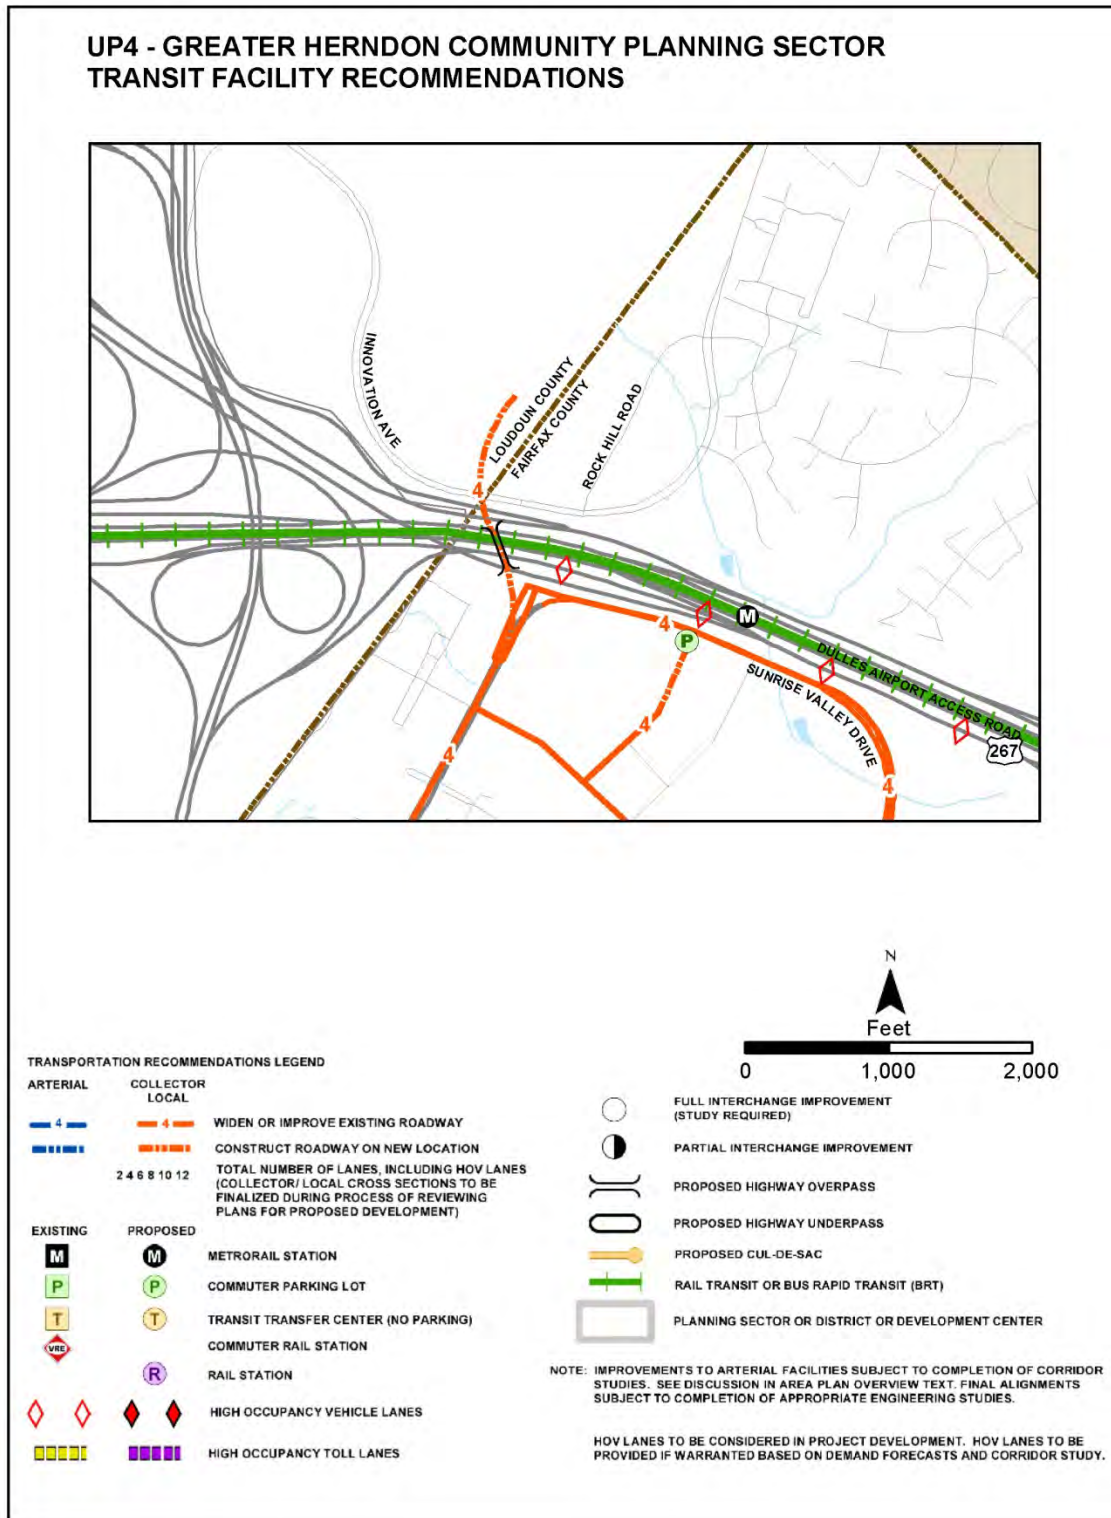 UP4 - GREATER HERNDON COMMUNITY PLANNING SECTOR
TRANSIT FACILITY RECOMMENDATIONS
INNOVATION AVE
LOUDOUN COUNTY
FAIRFAX COUNTY
ROCK HILL ROAD
4
4
4
4
4
M
P
SUNRISE VALLEY DRIVE
DULLES AIRPORT ACCESS ROAD
267
N
Feet
0 1,000 2,000
TRANSPORTATION RECOMMENDATIONS LEGEND
ARTERIAL COLLECTOR
LOCAL
4 4 WIDEN OR IMPROVE EXISTING ROADWAY
CONSTRUCT ROADWAY ON NEW LOCATION
2 4 6 8 10 12 TOTAL NUMBER OF LANES, INCLUDING HOV LANES
(COLLECTOR/ LOCAL CROSS SECTIONS TO BE
FINALIZED DURING PROCESS OF REVIEWING
PLANS FOR PROPOSED DEVELOPMENT)
EXISTING PROPOSED
M M METRORAIL STATION
P P COMMUTER PARKING LOT
T T TRANSIT TRANSFER CENTER (NO PARKING)
VRE COMMUTER RAIL STATION
R RAIL STATION
HIGH OCCUPANCY VEHICLE LANES
HIGH OCCUPANCY TOLL LANES
FULL INTERCHANGE IMPROVEMENT
(STUDY REQUIRED)
PARTIAL INTERCHANGE IMPROVEMENT
PROPOSED HIGHWAY OVERPASS
PROPOSED HIGHWAY UNDERPASS
PROPOSED CUL-DE-SAC
RAIL TRANSIT OR BUS RAPID TRANSIT (BRT)
PLANNING SECTOR OR DISTRICT OR DEVELOPMENT CENTER
NOTE: IMPROVEMENTS TO ARTERIAL FACILITIES SUBJECT TO COMPLETION OF CORRIDOR
STUDIES. SEE DISCUSSION IN AREA PLAN OVERVIEW TEXT. FINAL ALIGNMENTS
SUBJECT TO COMPLETION OF APPROPRIATE ENGINEERING STUDIES.
HOV LANES TO BE CONSIDERED IN PROJECT DEVELOPMENT. HOV LANES TO BE
PROVIDED IF WARRANTED BASED ON DEMAND FORECASTS AND CORRIDOR STUDY.